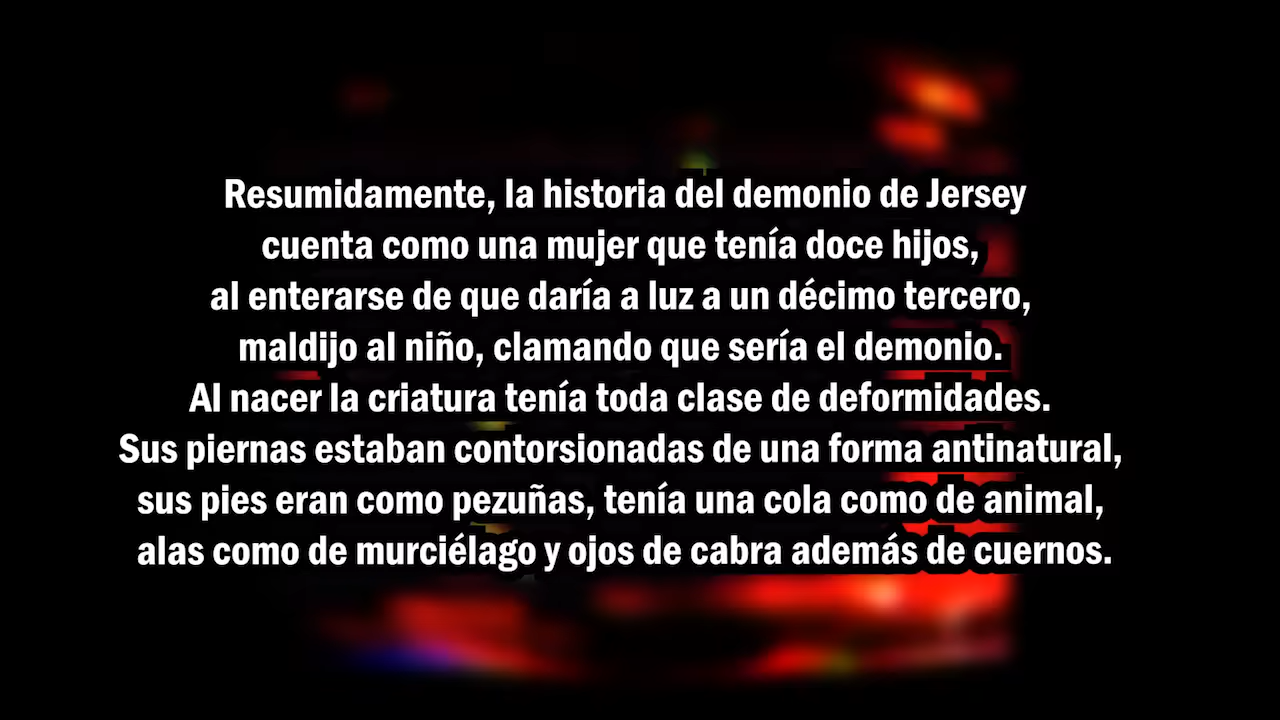 Resumidamente, la historia del demonio de Jersey
cuenta como una mujer que tenía doce hijos,
al enterarse de que daría a luz a un décimo tercero,
maldijo al niño, clamando que sería el demonio.
Al nacer la criatura tenía toda clase de deformidades.
Sus piernas estaban contorsionadas de una forma antinatural,
sus pies eran como pezuñas, tenía una cola como de animal,
alas como de murciélago y ojos de cabra además de cuernos.